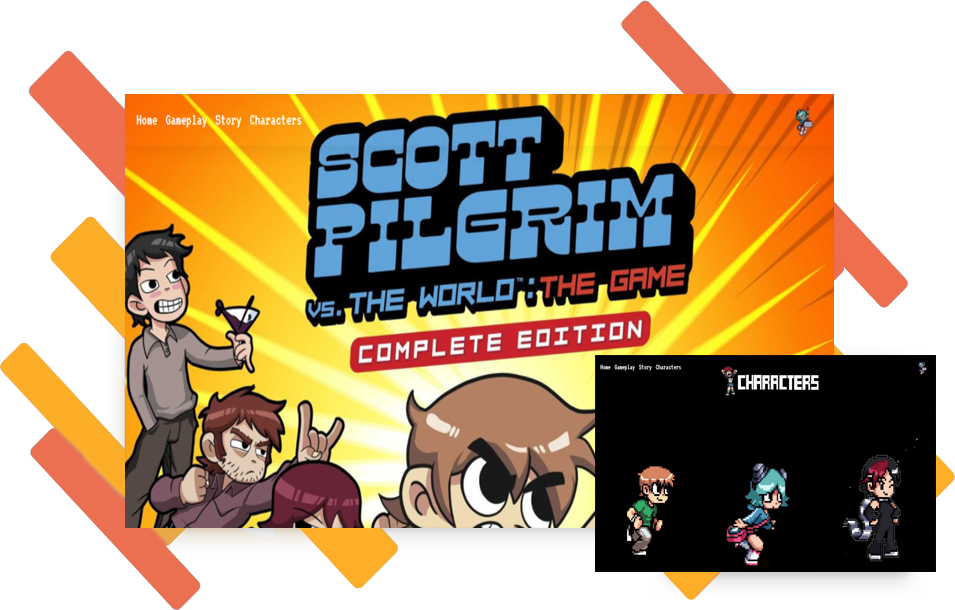 Home Gameplay Story Characters
SCOTT
PILGRIM
VS. THE WORLD™: THE GAME
COMPLETE EDITION
Home Gameplay Story Characters
CHARACTERS